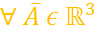 ∀ Ā ∈ ℝ³